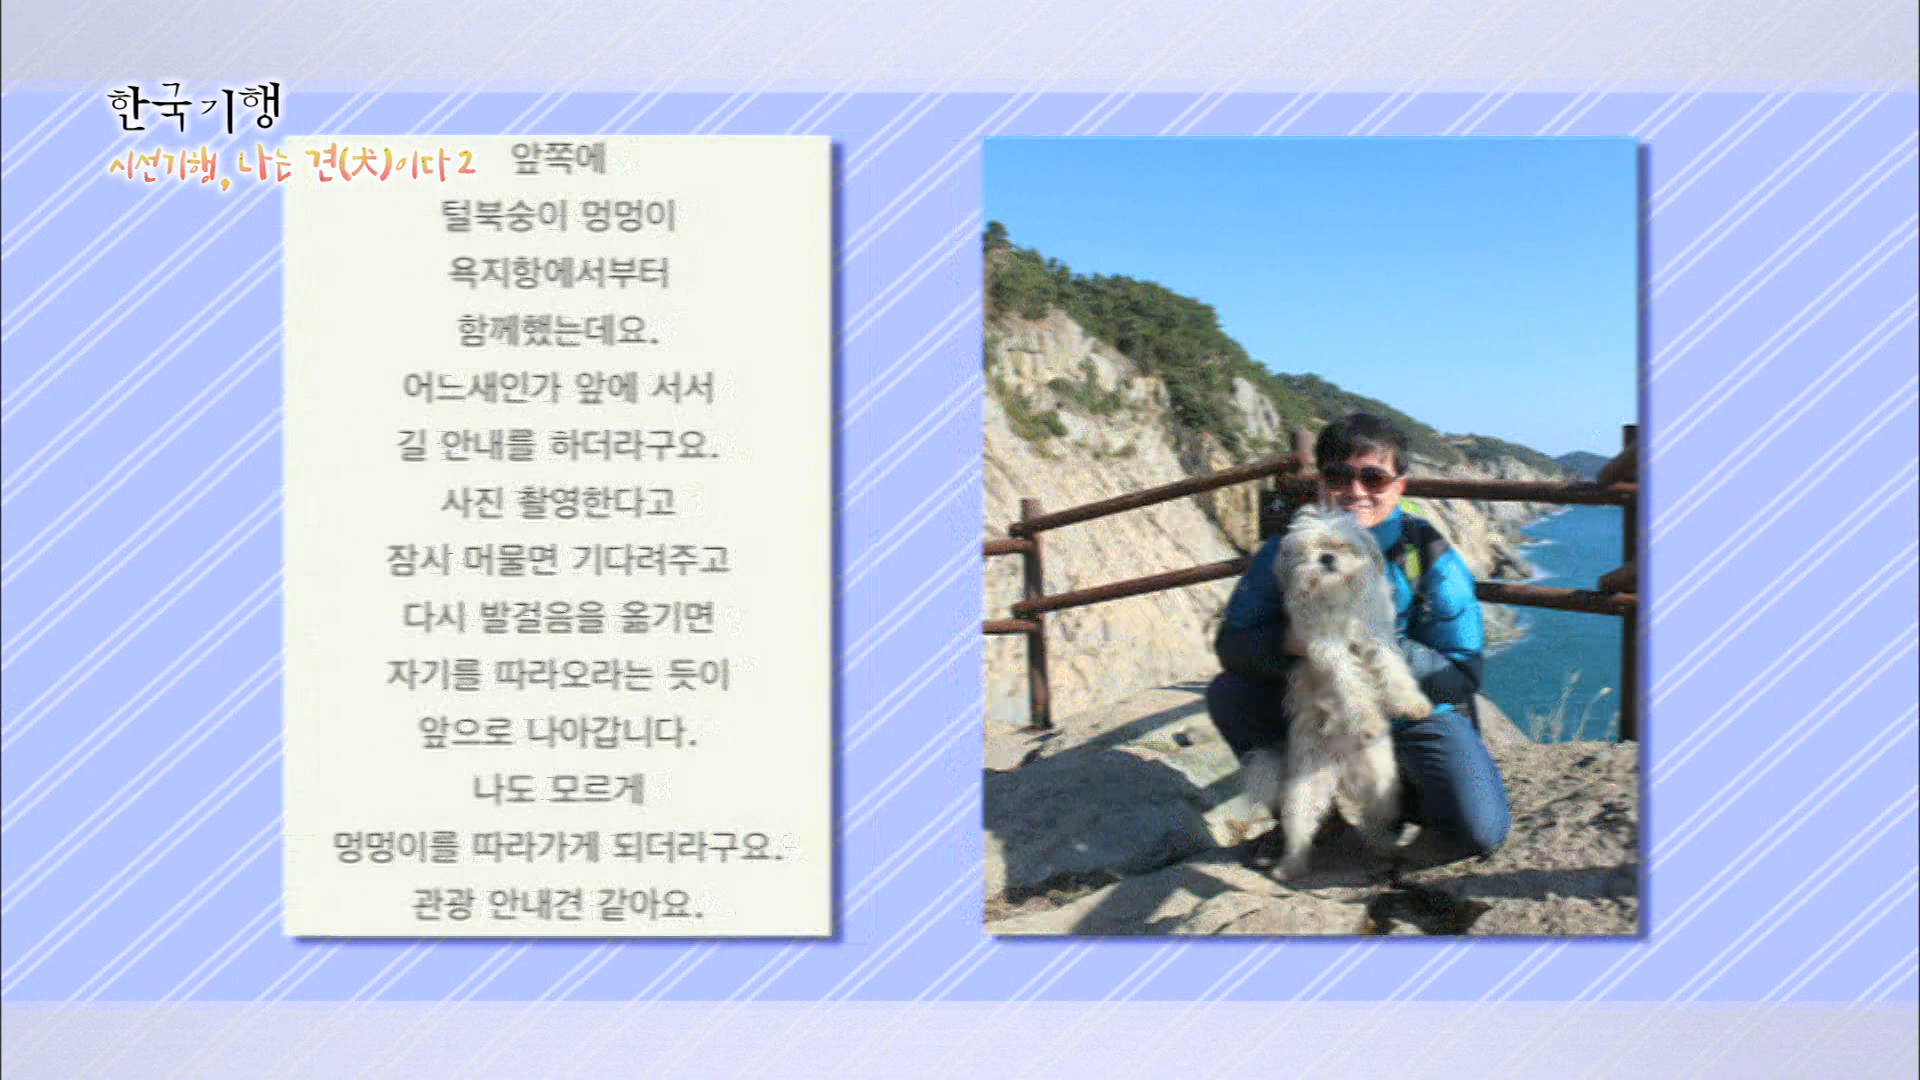 한국기행
시선기행, 나는 견(犬)이다 2
앞쪽에
털북숭이 멍멍이
욕지항에서부터
함께했는데요.
어느새인가 앞에 서서
길 안내를 하더라구요.
사진 촬영한다고
잠시 머물면 기다려주고
다시 발걸음을 옮기면
자기를 따라오라는 듯이
앞으로 나아갑니다.
나도 모르게
멍멍이를 따라가게 되더라구요.
관광 안내견 같아요.